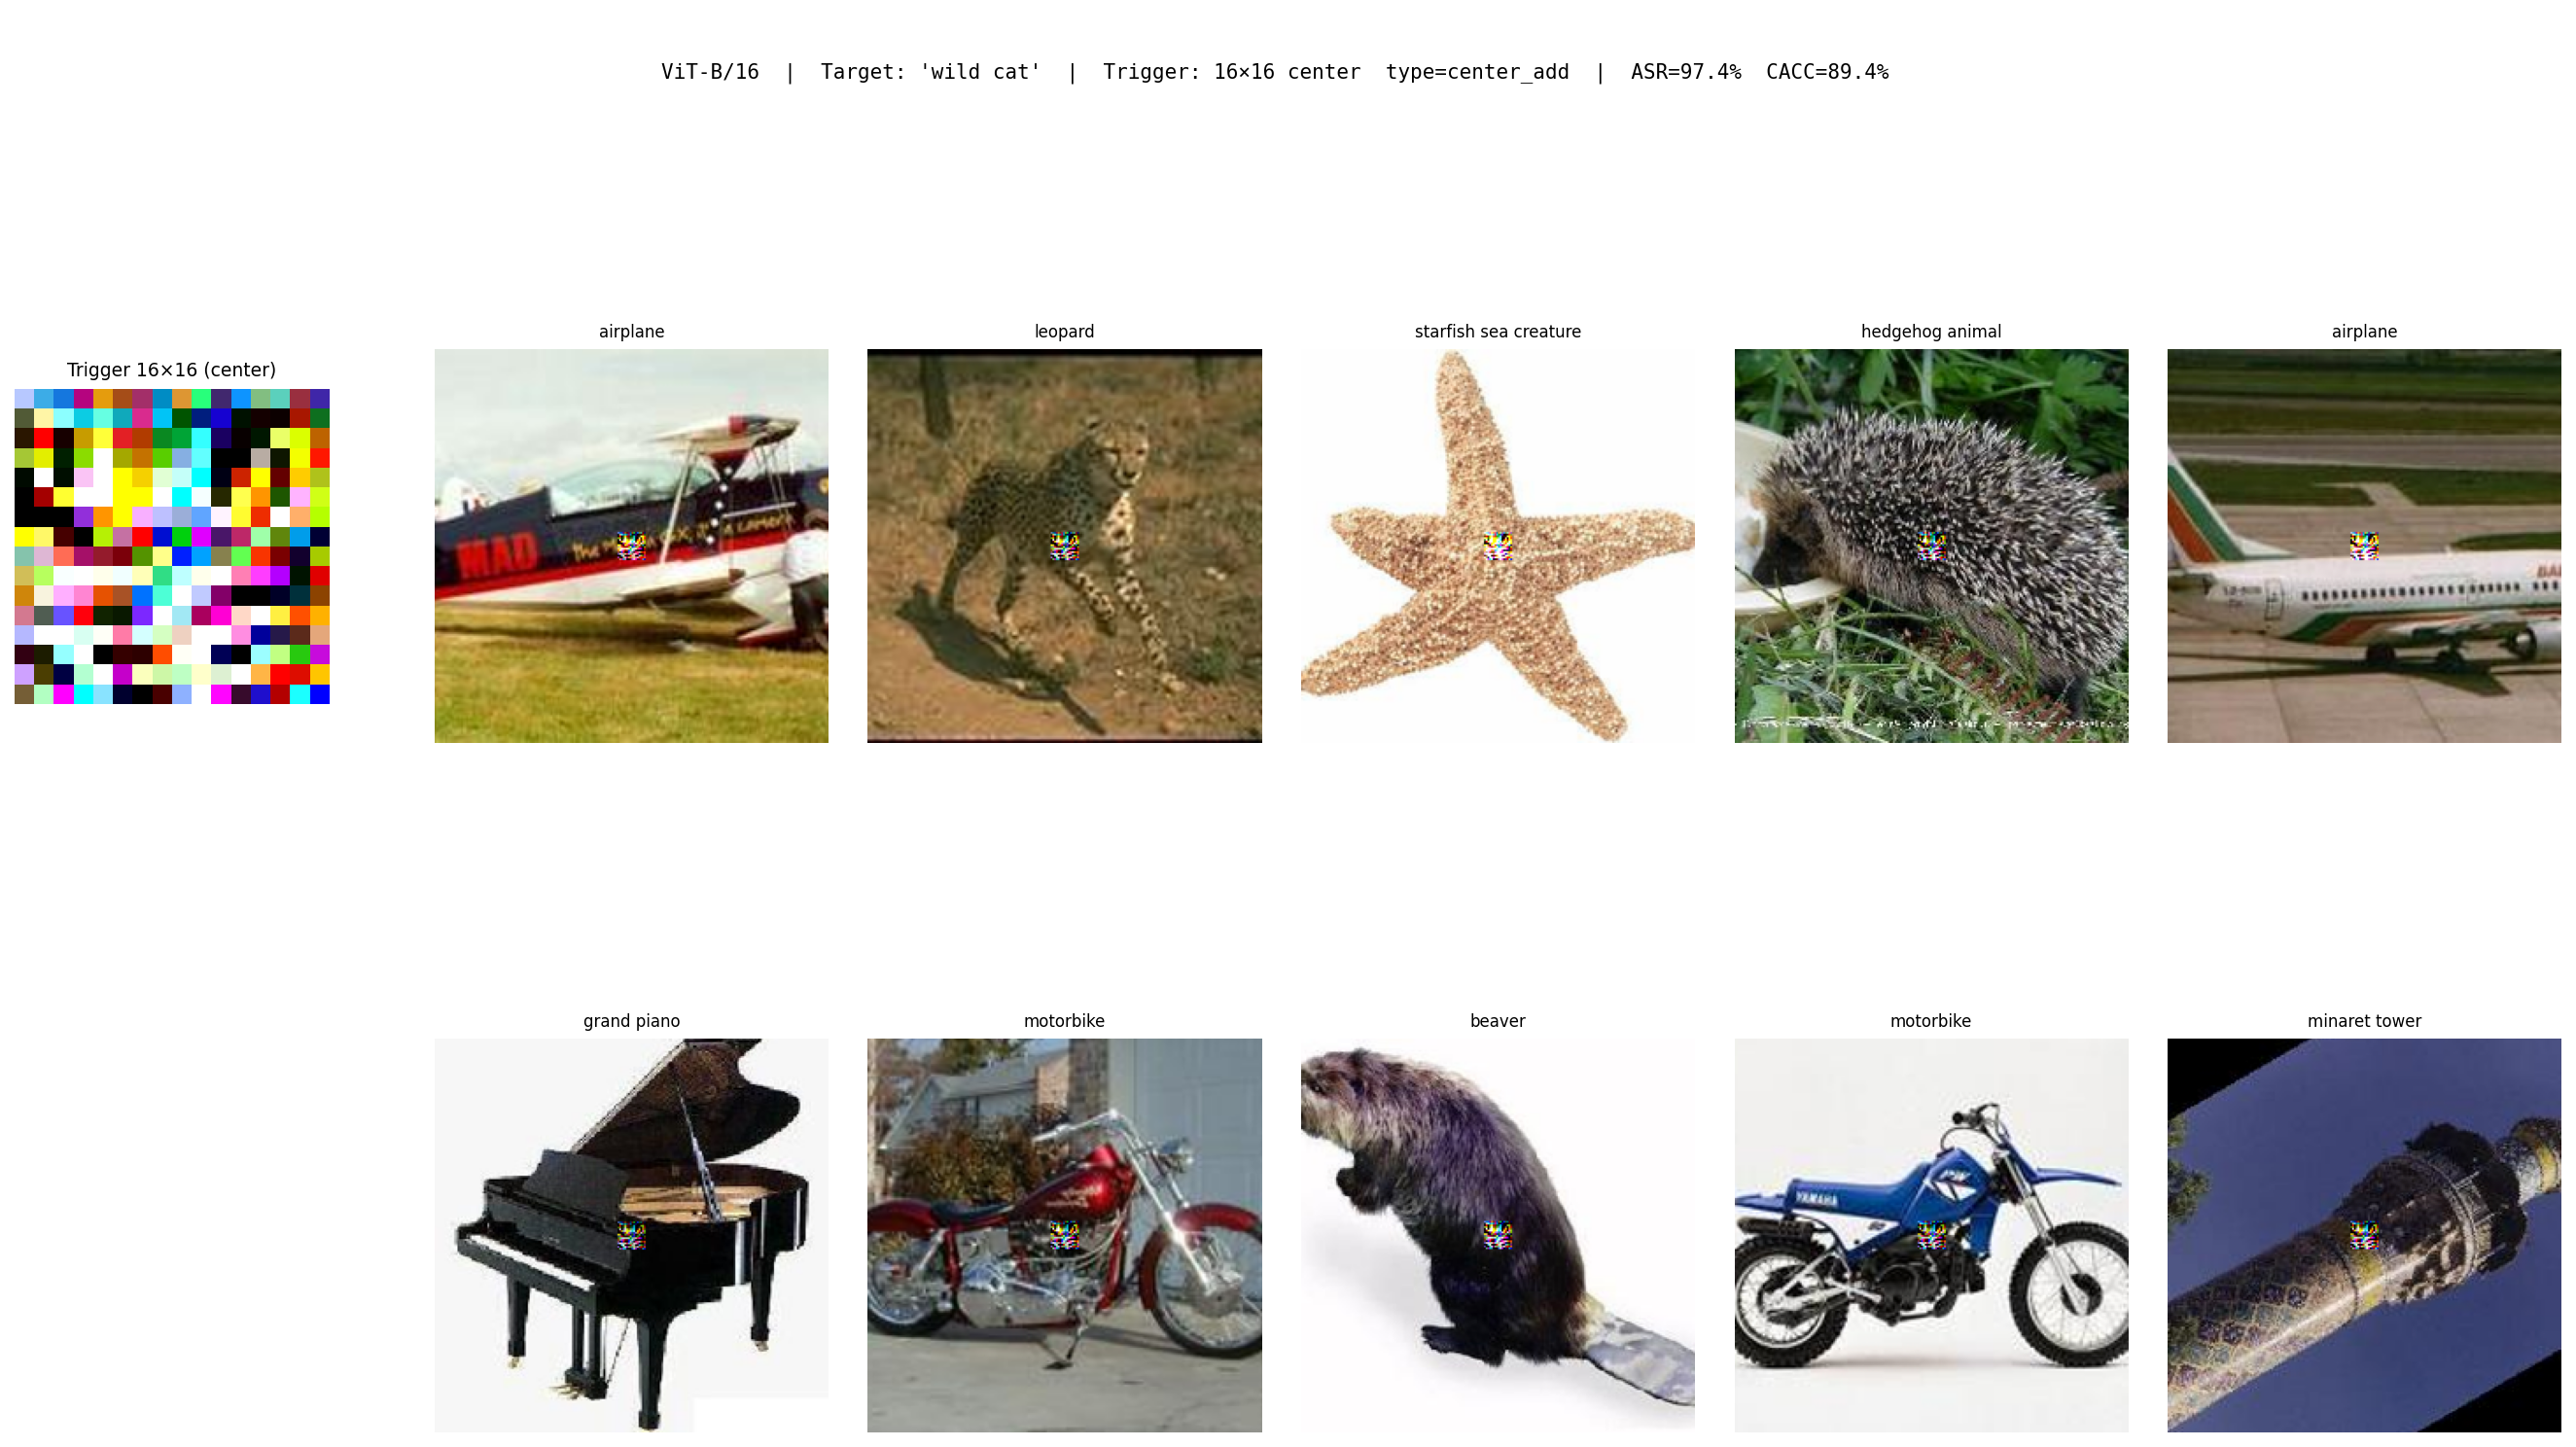 ViT-B/16 | Target: 'wild cat' | Trigger: 16×16 center type=center_add | ASR=97.4% CACC=89.4%
Trigger 16×16 (center)
airplane
leopard
starfish sea creature
hedgehog animal
airplane
MAD
the
grand piano
motorbike
beaver
motorbike
minaret tower
YAMAHA